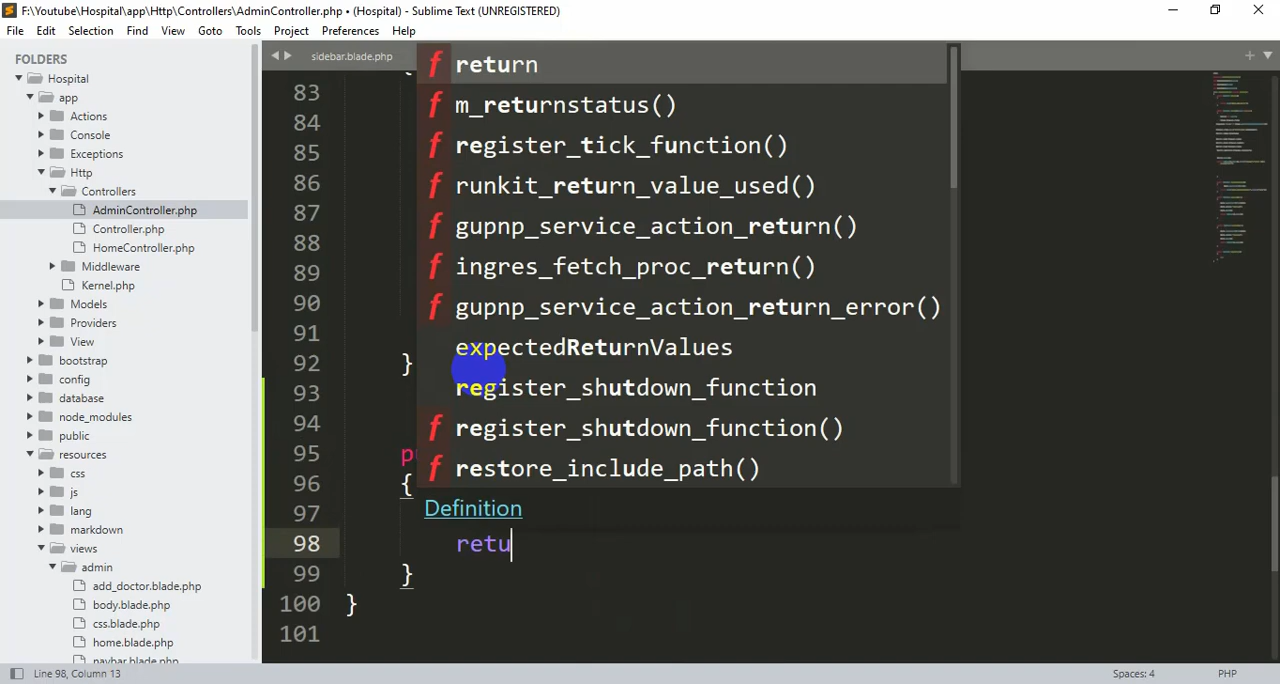 F:\Youtube\Hospital\app\Http\Controllers\AdminController.php • (Hospital) - Sublime Text (UNREGISTERED)
File Edit Selection Find View Goto Tools Project Preferences Help
FOLDERS
Hospital
app
Actions
Console
Exceptions
Http
Controllers
AdminController.php
Controller.php
HomeController.php
Middleware
Kernel.php
Models
Providers
View
bootstrap
config
database
node_modules
public
resources
css
js
lang
markdown
views
admin
add_doctor.blade.php
body.blade.php
css.blade.php
home.blade.php
navbar.blade.php
sidebar.blade.php
f return
f m_returnstatus()
f register_tick_function()
f runkit_return_value_used()
f gupnp_service_action_return()
f ingres_fetch_proc_return()
f gupnp_service_action_return_error()
expectedReturnValues
register_shutdown_function
f register_shutdown_function()
f restore_include_path()
Definition
83
84
85
86
87
88
89
90
91
92 }
93
94
95
96 {
97
98 retu
99 }
100 }
101
Line 98, Column 13
Spaces: 4
PHP